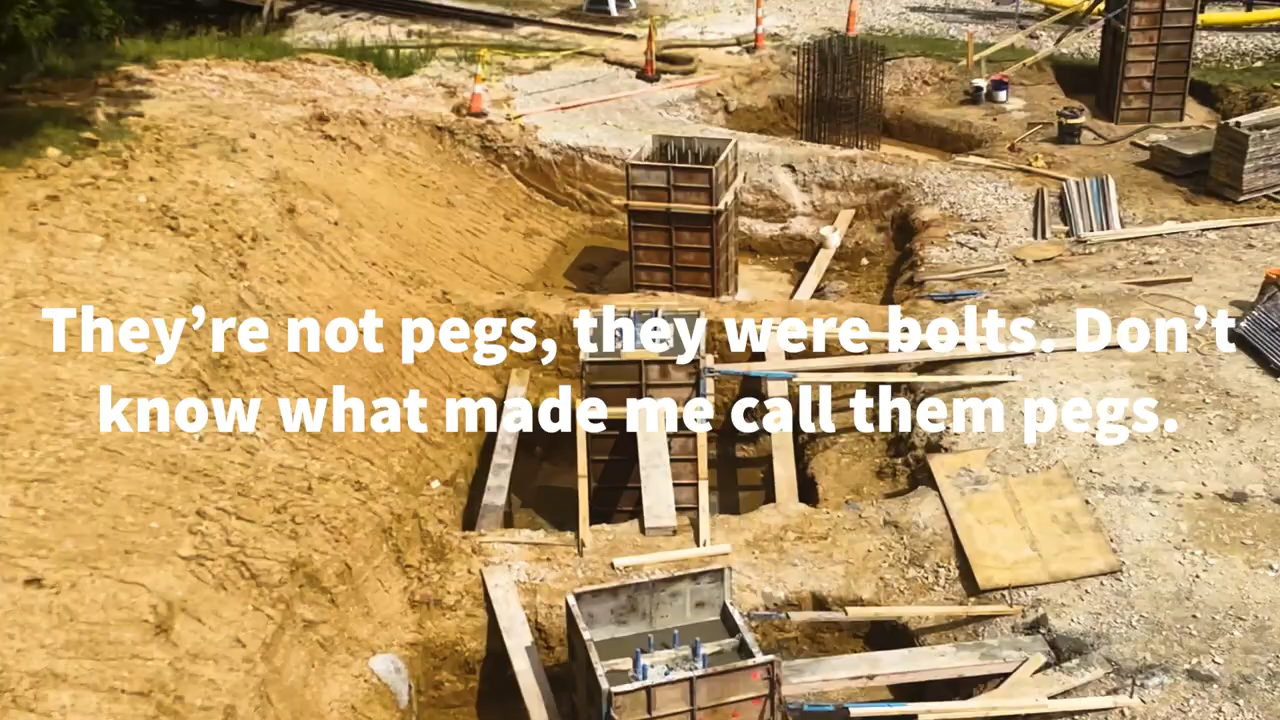 They’re not pegs, they were bolts. Don’t
know what made me call them pegs.